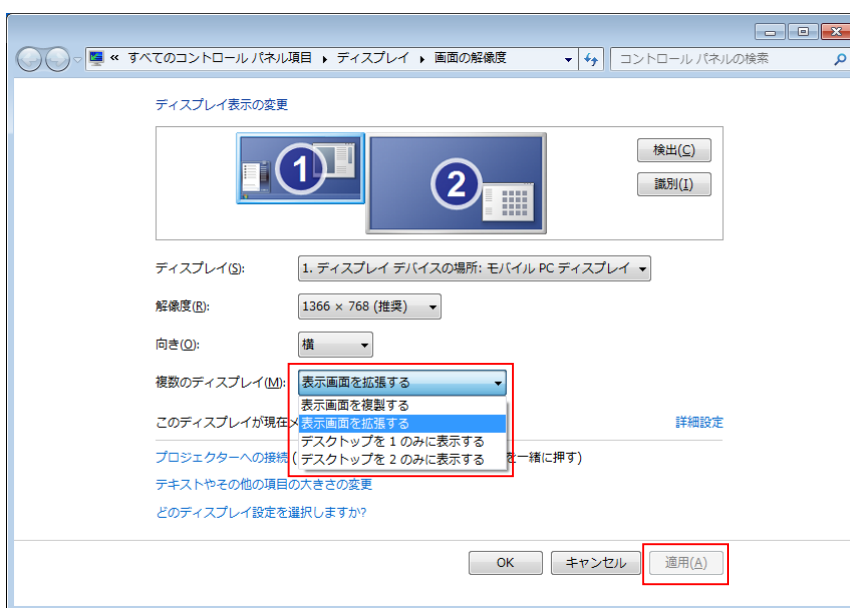 « すべてのコントロール パネル項目 ▸ ディスプレイ ▸ 画面の解像度 コントロール パネルの検索
ディスプレイ表示の変更
1 2
検出(C)
識別(I)
ディスプレイ(S): 1. ディスプレイ デバイスの場所: モバイル PC ディスプレイ
解像度(R): 1366 × 768 (推奨)
向き(O): 横
複数のディスプレイ(M): 表示画面を拡張する
表示画面を複製する
このディスプレイが現在 表示画面を拡張する 詳細設定
デスクトップを 1 のみに表示する
プロジェクターへの接続 ( デスクトップを 2 のみに表示する を一緒に押す)
テキストやその他の項目の大きさの変更
どのディスプレイ設定を選択しますか?
OK キャンセル 適用(A)